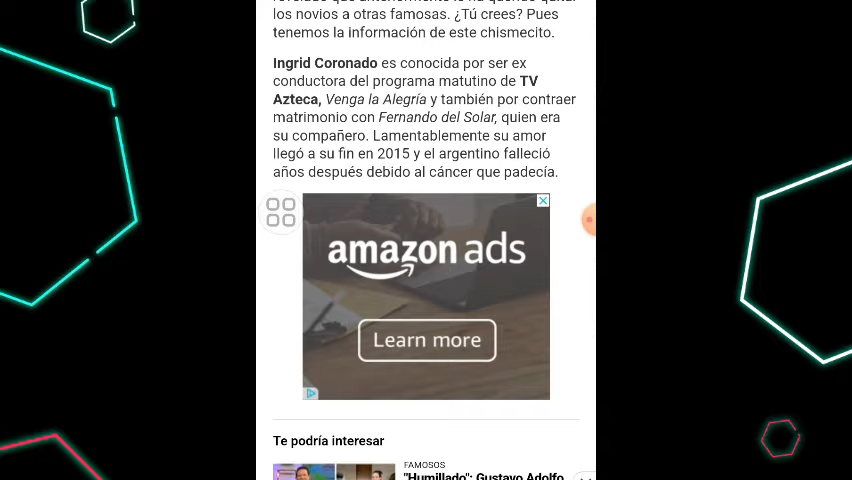 los novios a otras famosas. ¿Tú crees? Pues
tenemos la información de este chismecito.
Ingrid Coronado es conocida por ser ex
conductora del programa matutino de TV
Azteca, Venga la Alegría y también por contraer
matrimonio con Fernando del Solar, quien era
su compañero. Lamentablemente su amor
llegó a su fin en 2015 y el argentino falleció
años después debido al cáncer que padecía.
amazon ads
Learn more
Te podría interesar
FAMOSOS
"Humillado": Gustavo Adolfo